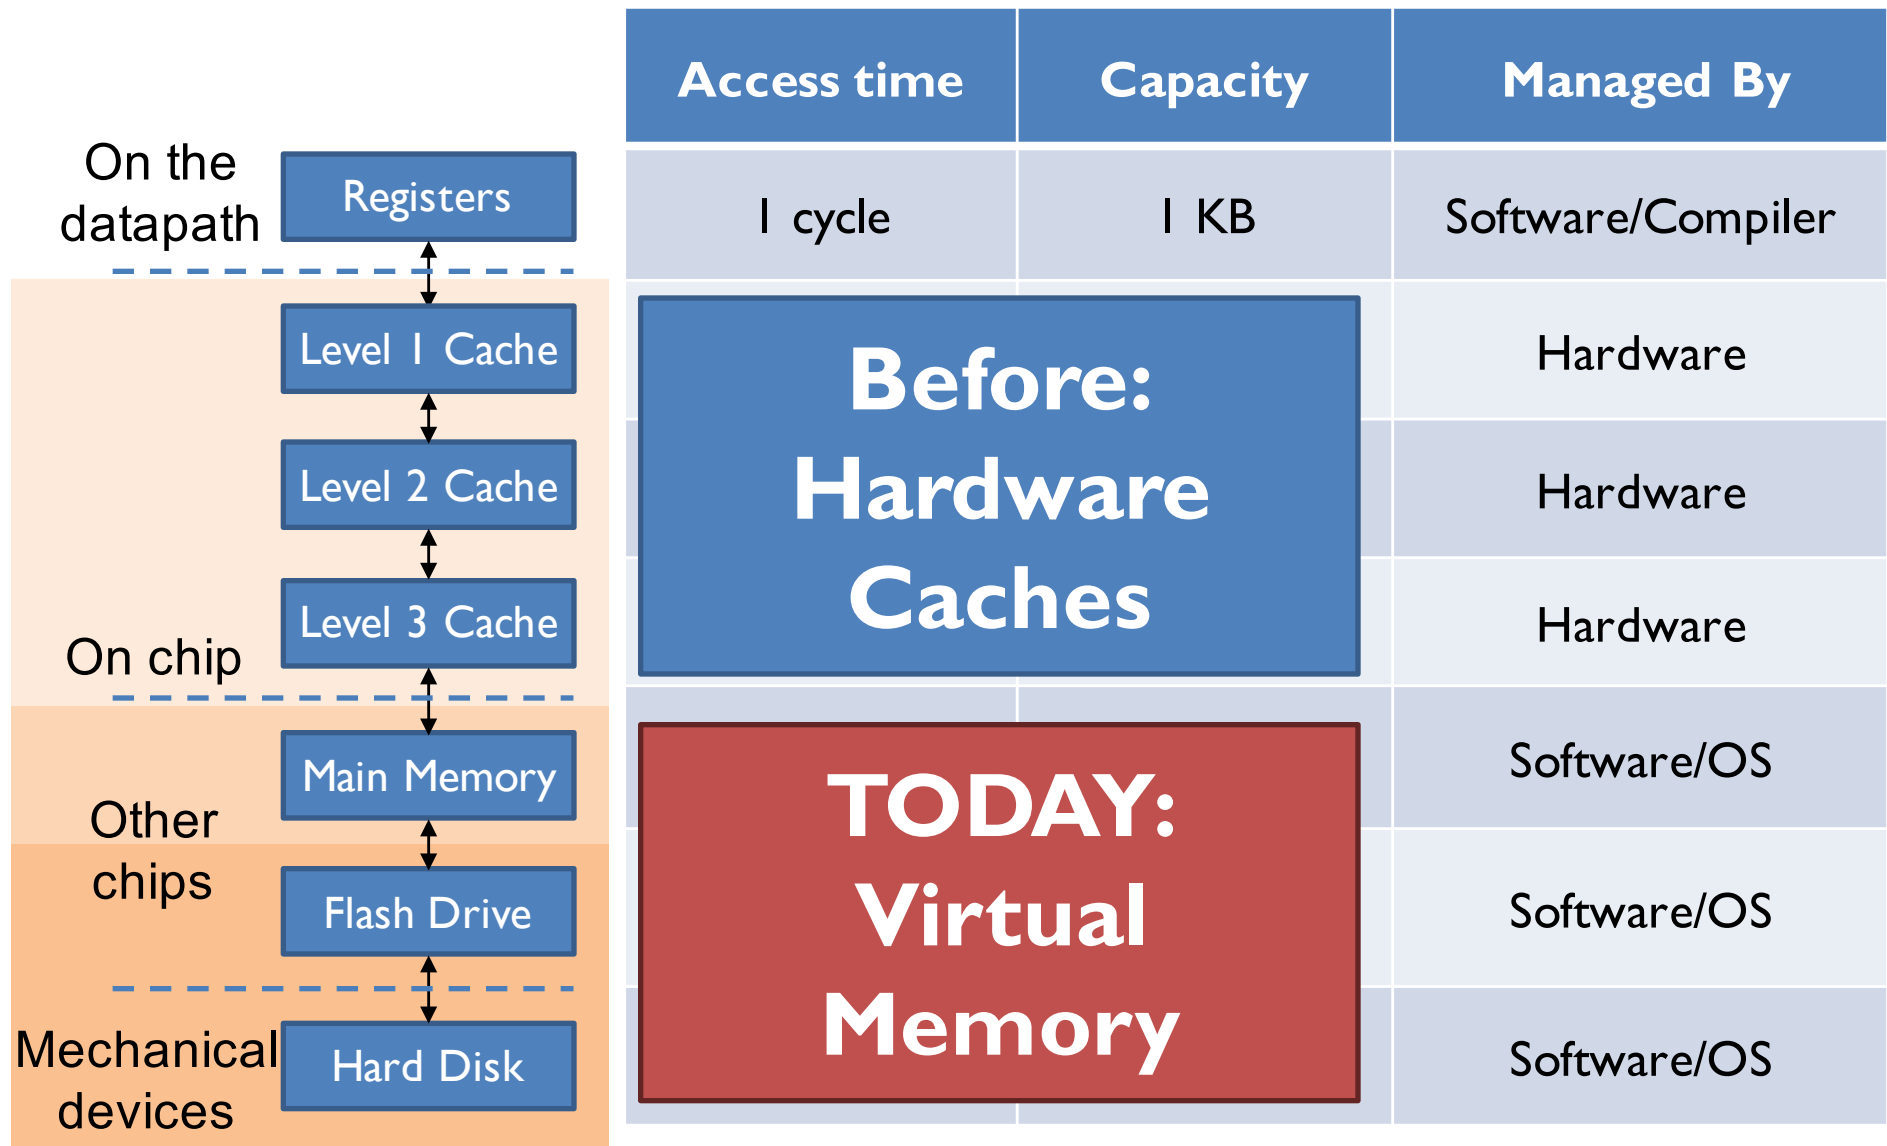 Access time Capacity Managed By
On the
datapath
Registers
1 cycle 1 KB Software/Compiler
Level 1 Cache
Hardware
Level 2 Cache
Hardware
Level 3 Cache
Hardware
On chip
Before:
Hardware
Caches
Main Memory
Software/OS
Other
chips
Flash Drive
Software/OS
Mechanical
devices
Hard Disk
Software/OS
TODAY:
Virtual
Memory